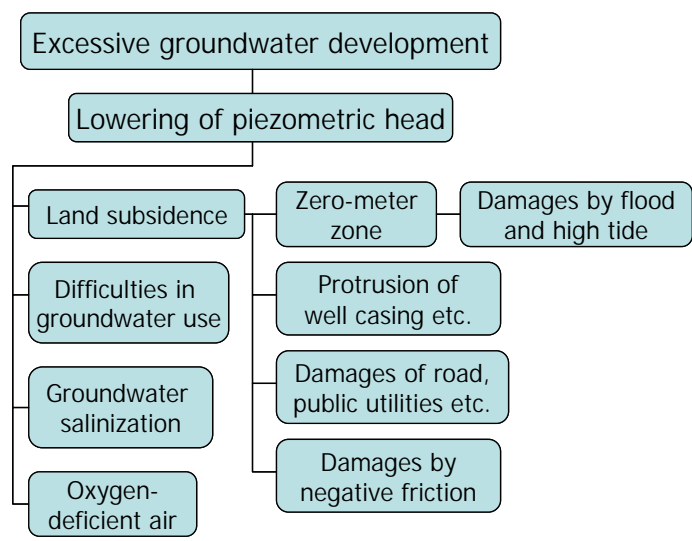 Excessive groundwater development
Lowering of piezometric head
Land subsidence
Zero-meter
zone
Damages by flood
and high tide
Difficulties in
groundwater use
Protrusion of
well casing etc.
Groundwater
salinization
Damages of road,
public utilities etc.
Oxygen-
deficient air
Damages by
negative friction